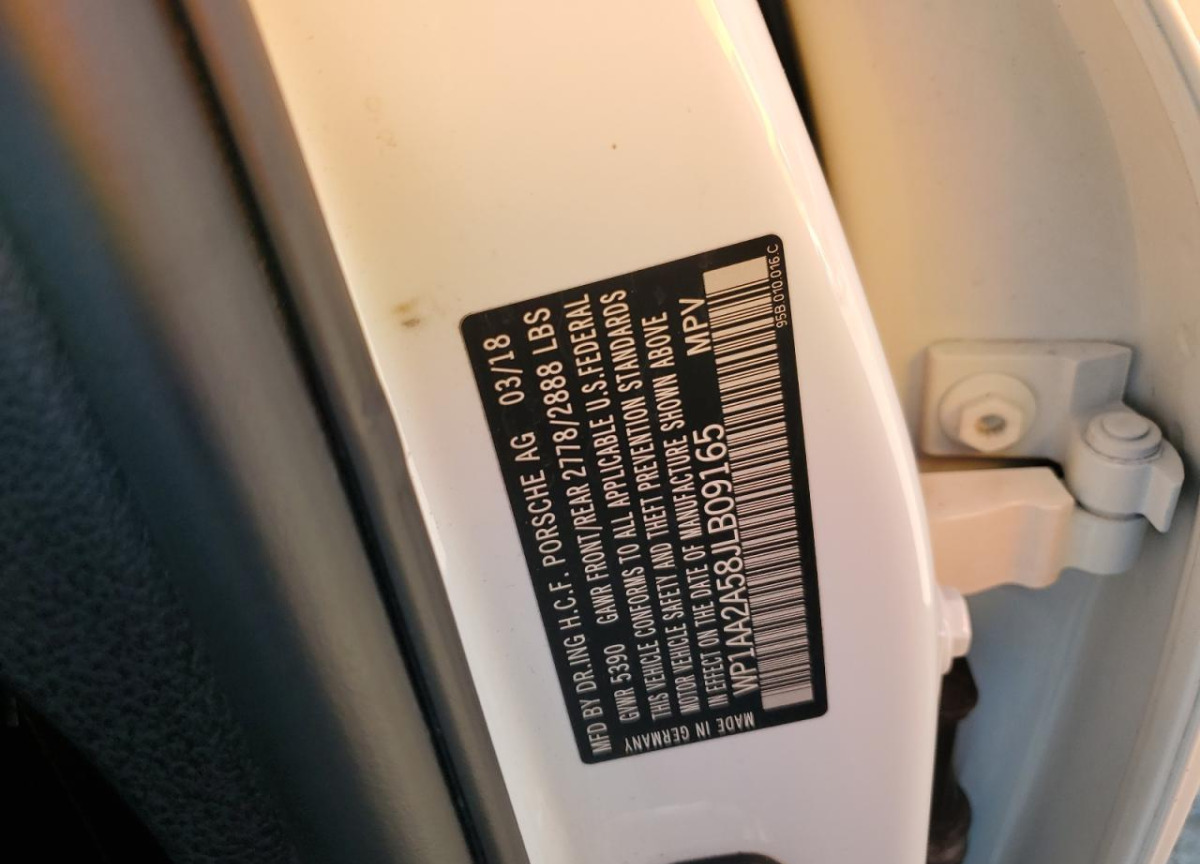 MFD BY DR.ING H.C.F. PORSCHE AG 03/18
GVWR 5390 GAWR FRONT/REAR 2778/2888 LBS
THIS VEHICLE CONFORMS TO ALL APPLICABLE U.S.FEDERAL
MOTOR VEHICLE SAFETY AND THEFT PREVENTION STANDARDS
IN EFFECT ON THE DATE OF MANUFACTURE SHOWN ABOVE
WP1AA2A58JLB09165 MPV
MADE IN GERMANY
95B.010.016.C